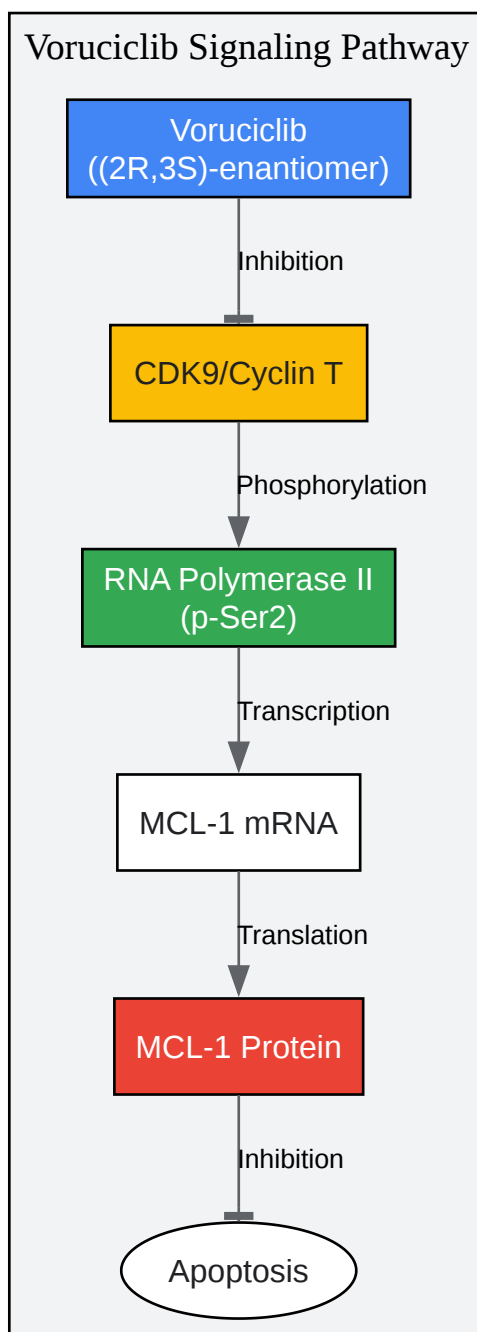 Voruciclib Signaling Pathway
Voruciclib
((2R,3S)-enantiomer)
Inhibition
CDK9/Cyclin T
Phosphorylation
RNA Polymerase II
(p-Ser2)
Transcription
MCL-1 mRNA
Translation
MCL-1 Protein
Inhibition
Apoptosis